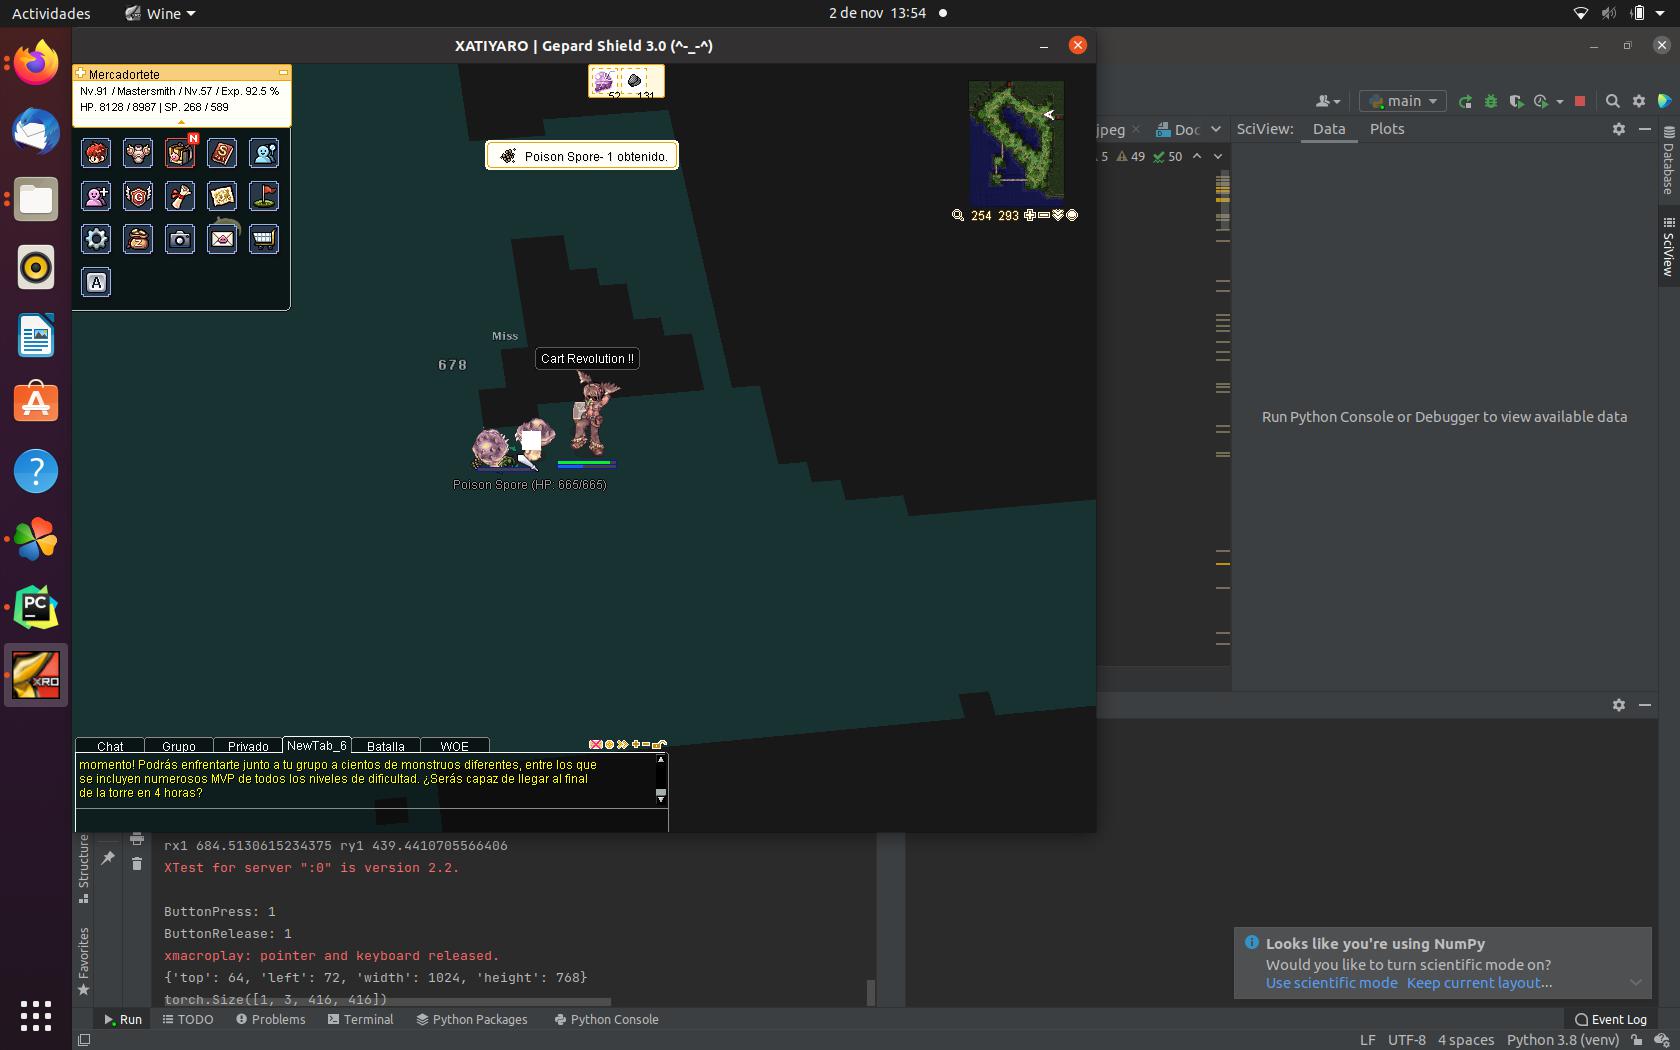 Actividades
Wine
2 de nov 13:54
XATIYARO | Gepard Shield 3.0 (^-_-^)
Mercadortete
Nv.91 / Mastersmith / Nv.57 / Exp. 92.5 %
HP. 8128 / 8987 | SP. 268 / 589
N
A
52 131
Poison Spore- 1 obtenido.
254 293
Miss
678
Cart Revolution !!
Poison Spore (HP: 665/665)
Chat
Grupo
Privado
NewTab_6
Batalla
WOE
momento! Podrás enfrentarte junto a tu grupo a cientos de monstruos diferentes, entre los que
se incluyen numerosos MVP de todos los niveles de dificultad. ¿Serás capaz de llegar al final
de la torre en 4 horas?
main
jpeg
Doc
SciView:
Data
Plots
5 49 50
Database
SciView
Run Python Console or Debugger to view available data
PC
XRO
Structure
Favorites
rx1 684.5130615234375 ry1 439.4410705566406
XTest for server ":0" is version 2.2.
ButtonPress: 1
ButtonRelease: 1
xmacroplay: pointer and keyboard released.
{'top': 64, 'left': 72, 'width': 1024, 'height': 768}
torch.Size([1, 3, 416, 416])
Looks like you're using NumPy
Would you like to turn scientific mode on?
Use scientific mode Keep current layout...
Run
TODO
Problems
Terminal
Python Packages
Python Console
Event Log
LF UTF-8 4 spaces Python 3.8 (venv)